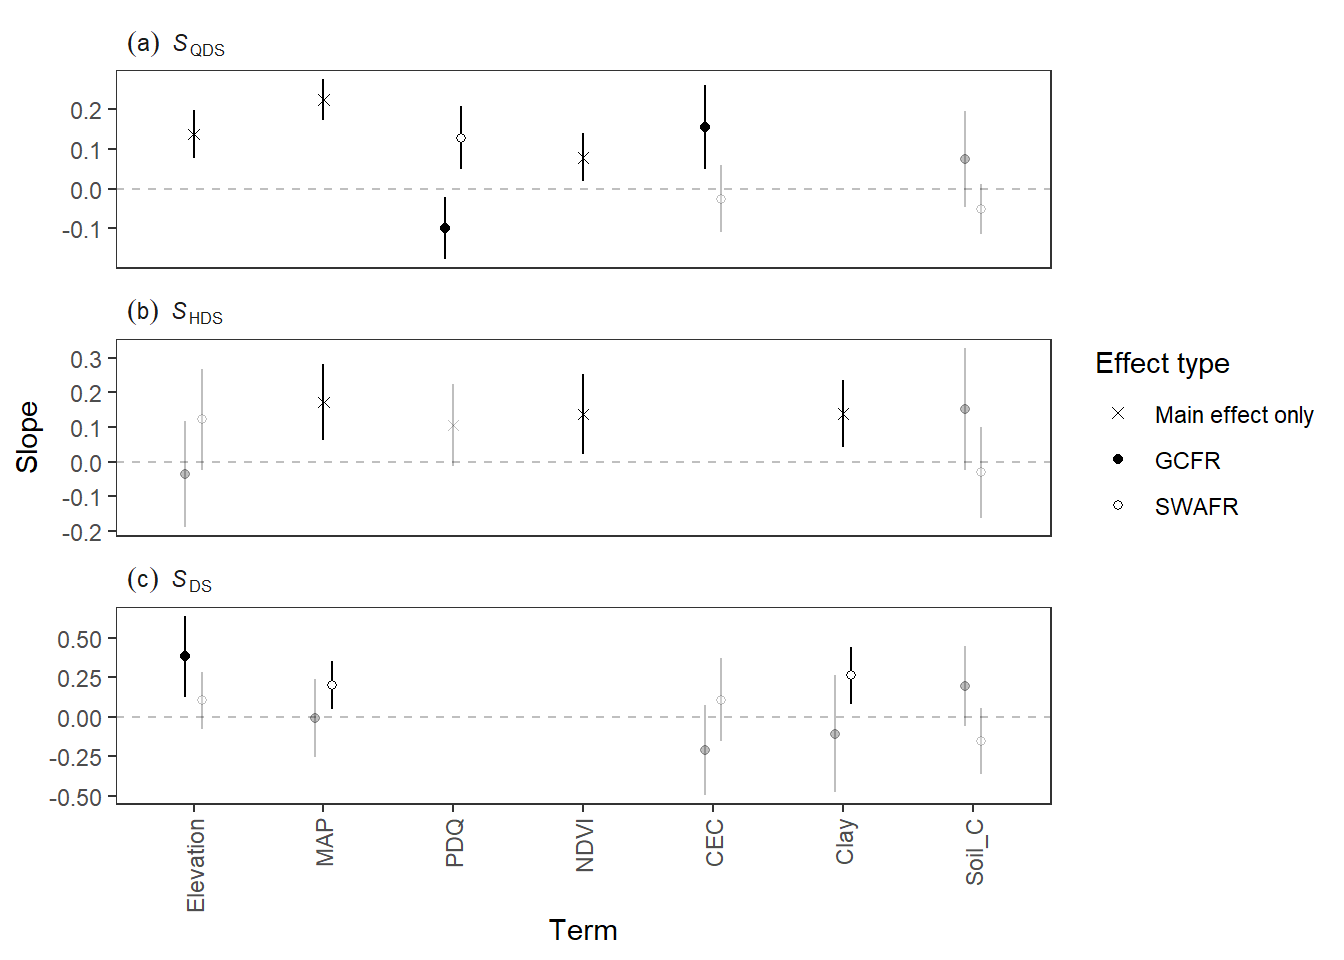 (a) SQDS
0.2
0.1
0.0
-0.1
(b) SHDS
0.3
0.2
0.1
0.0
-0.1
-0.2
(c) SDS
0.50
0.25
0.00
-0.25
-0.50
Slope
Elevation
MAP
PDQ
NDVI
CEC
Clay
Soil_C
Term
Effect type
Main effect only
GCFR
SWAFR